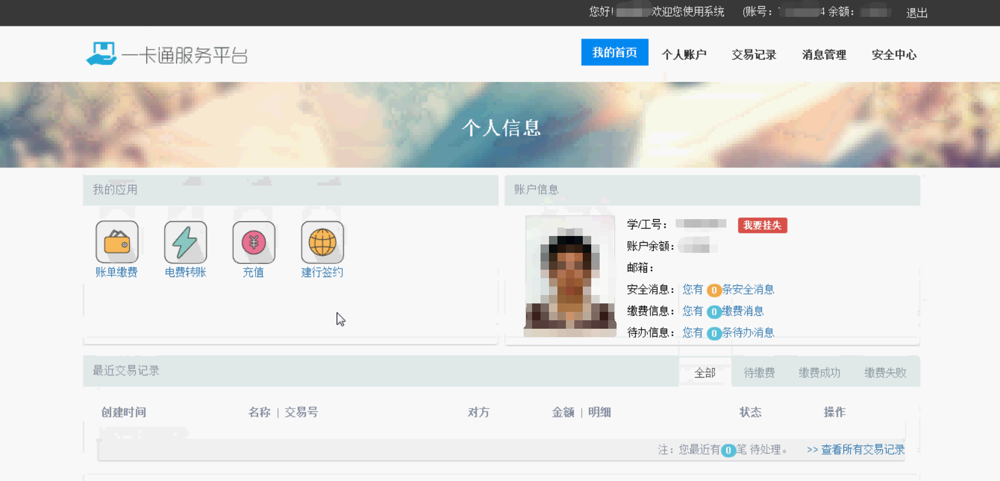 您好! 欢迎您使用系统 (账号: 4 余额: 退出
一卡通服务平台
我的首页 个人账户 交易记录 消息管理 安全中心
个人信息
我的应用
账单缴费 电费转账 充值 建行签约
账户信息
学/工号: 我要挂失
账户余额:
邮箱:
安全消息: 您有 0 条安全消息
缴费信息: 您有 0 缴费消息
待办信息: 您有 0 条待办消息
最近交易记录 全部 待缴费 缴费成功 缴费失败
创建时间 名称 | 交易号 对方 金额 | 明细 状态 操作
注: 您最近有 0 笔 待处理。 >> 查看所有交易记录